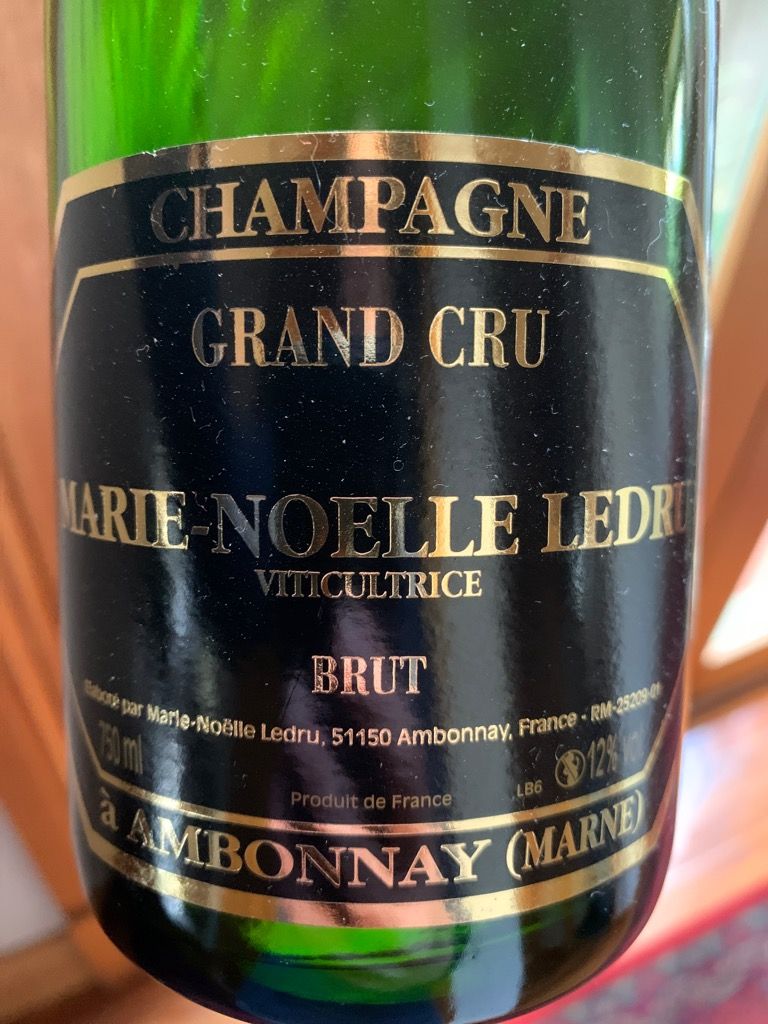 CHAMPAGNE
GRAND CRU
MARIE-NOELLE LEDRU
VITICULTRICE
BRUT
Elaboré par Marie-Noëlle Ledru, 51150 Ambonnay, France - RM-25209-01
750 ml
LB6
12% vol
Produit de France
à AMBONNAY (MARNE)